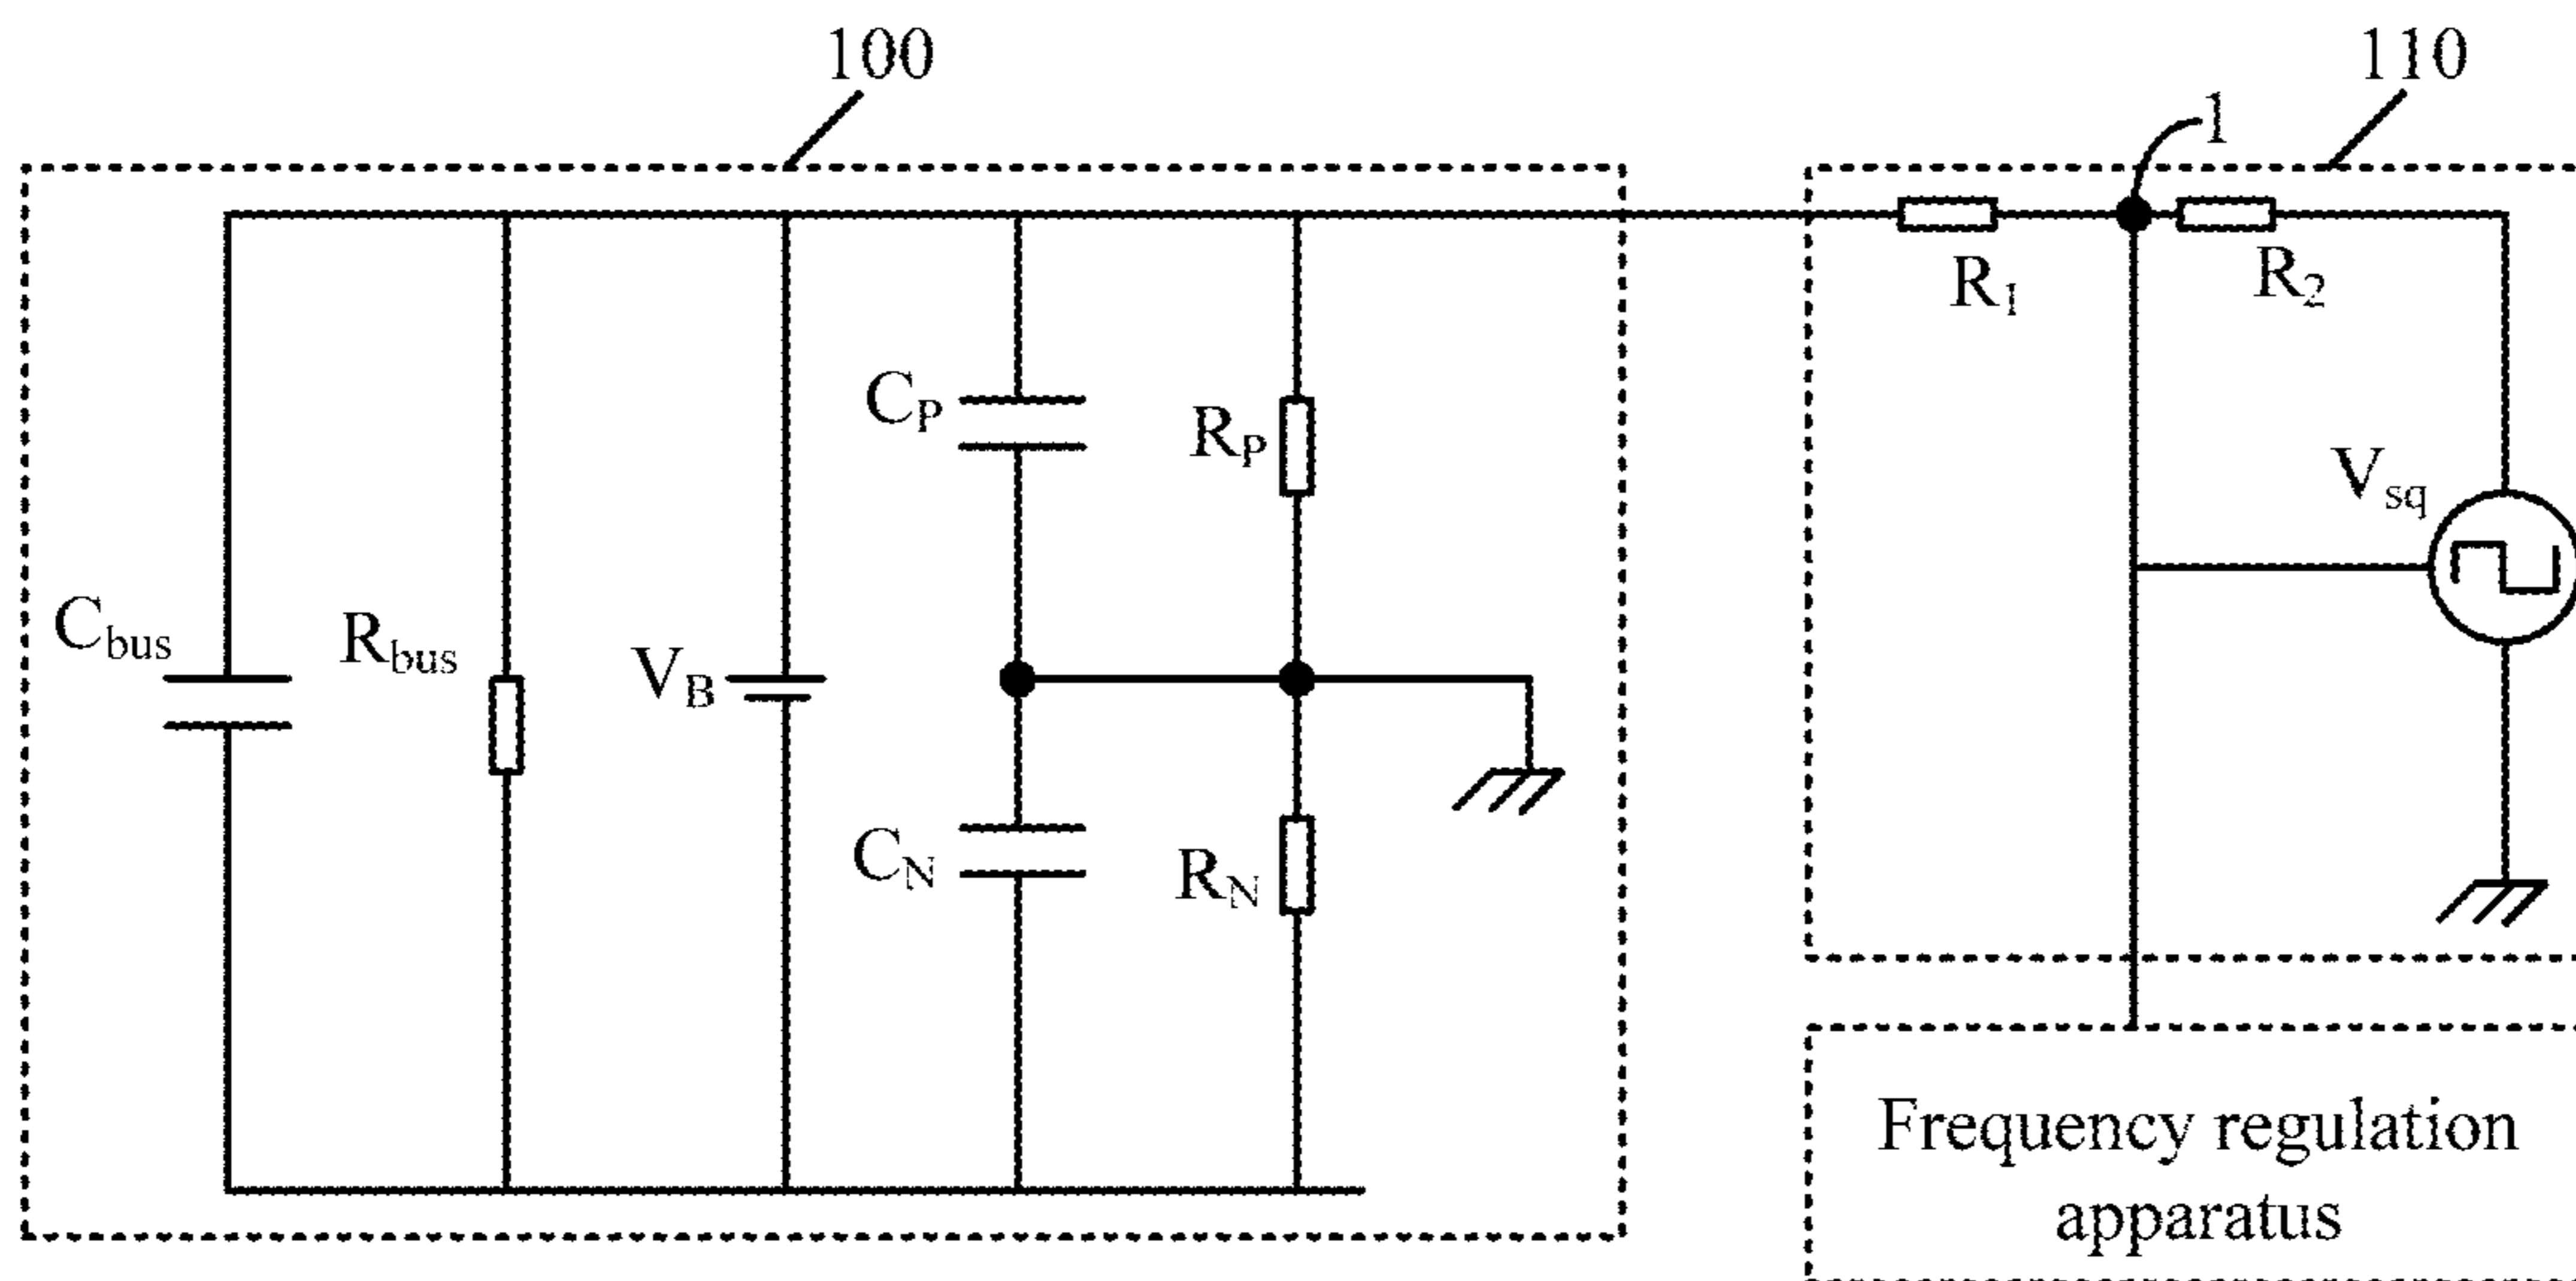 100
110
1
R1
R2
CP
RP
Vsq
Cbus
Rbus
VB
CN
RN
Frequency regulation
apparatus